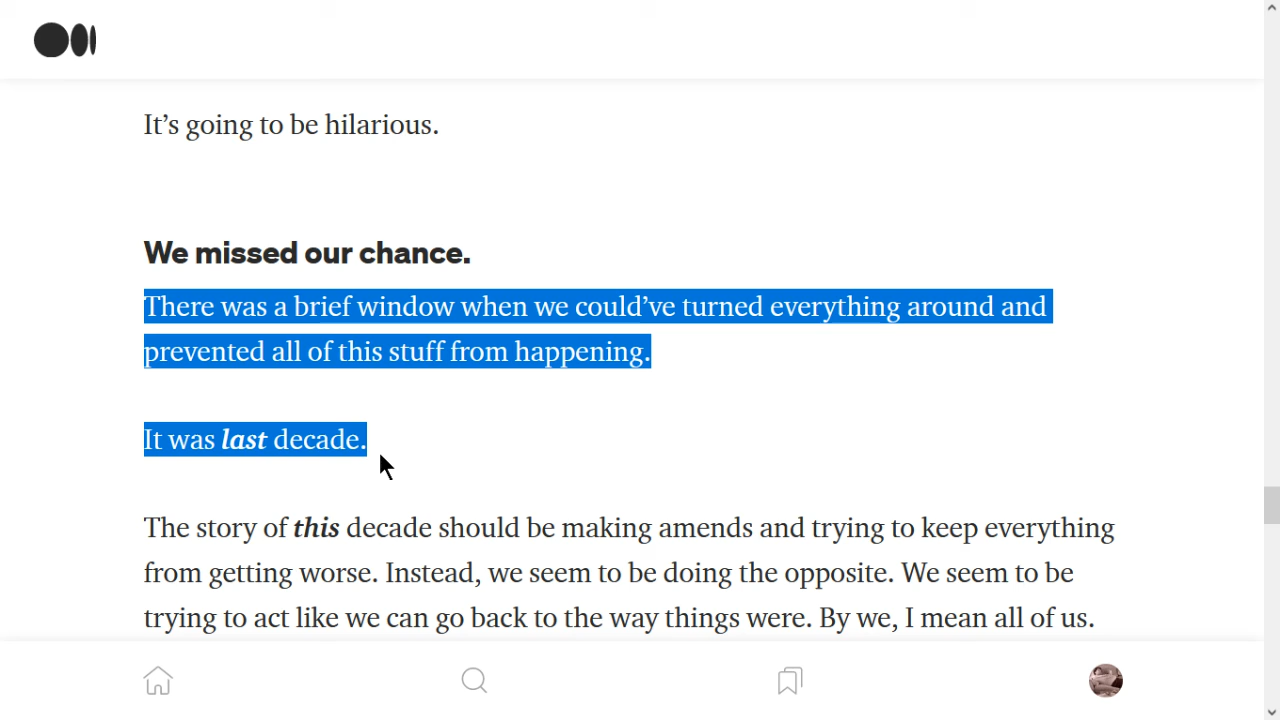 It’s going to be hilarious.
We missed our chance.
There was a brief window when we could’ve turned everything around and
prevented all of this stuff from happening.
It was last decade.
The story of this decade should be making amends and trying to keep everything
from getting worse. Instead, we seem to be doing the opposite. We seem to be
trying to act like we can go back to the way things were. By we, I mean all of us.